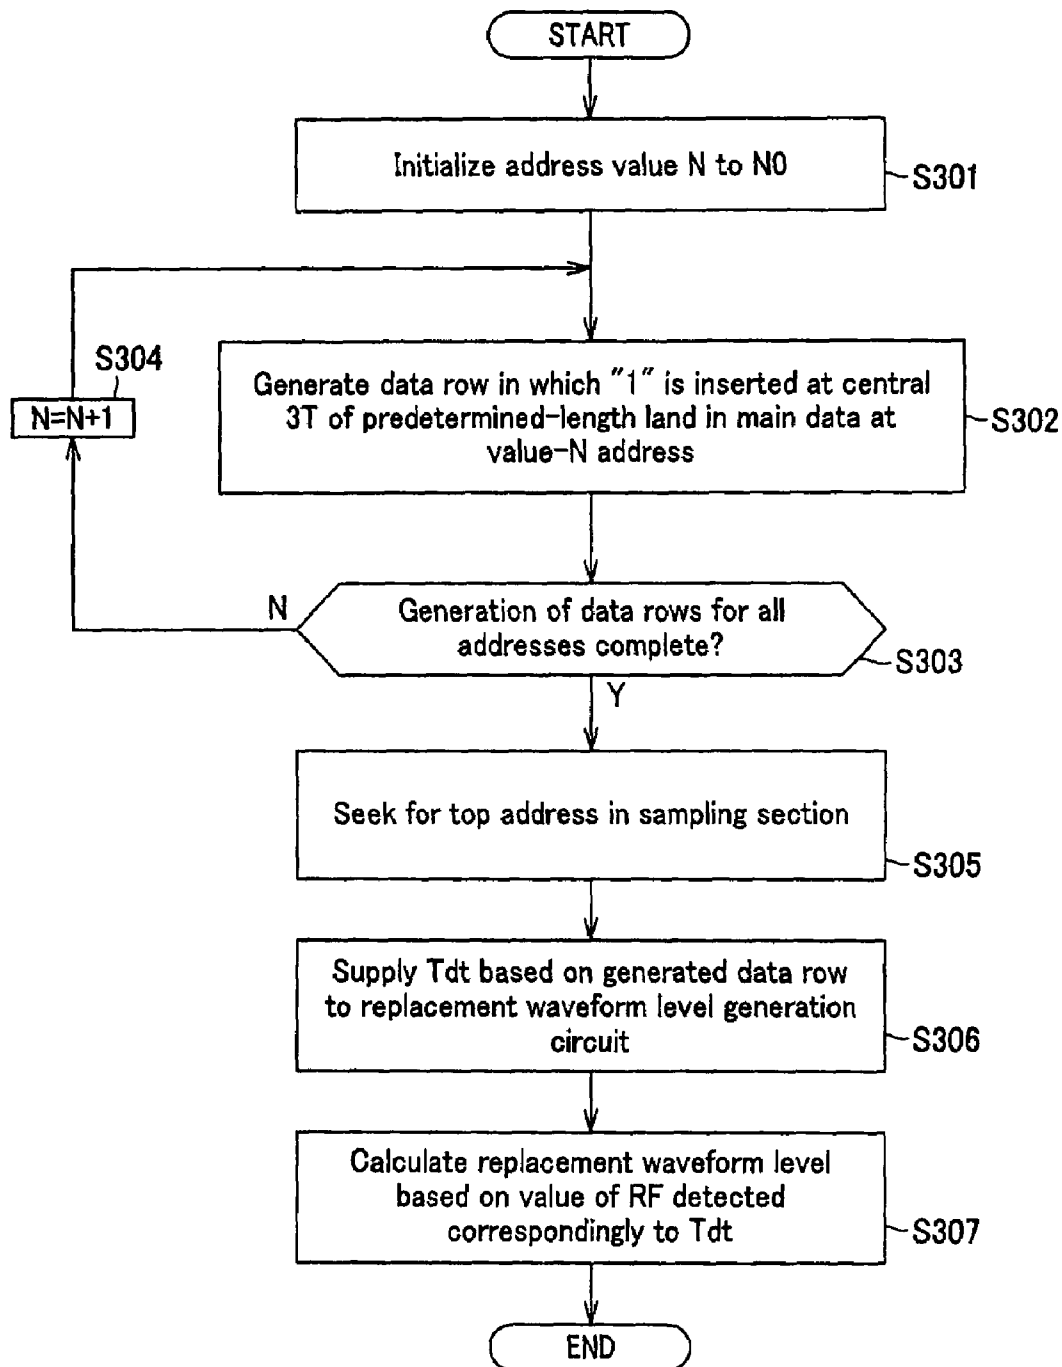 START
Initialize address value N to N0
S301
S304
N=N+1
Generate data row in which "1" is inserted at central
3T of predetermined-length land in main data at
value-N address
S302
N
Generation of data rows for all
addresses complete?
S303
Y
Seek for top address in sampling section
S305
Supply Tdt based on generated data row
to replacement waveform level generation
circuit
S306
Calculate replacement waveform level
based on value of RF detected
correspondingly to Tdt
S307
END